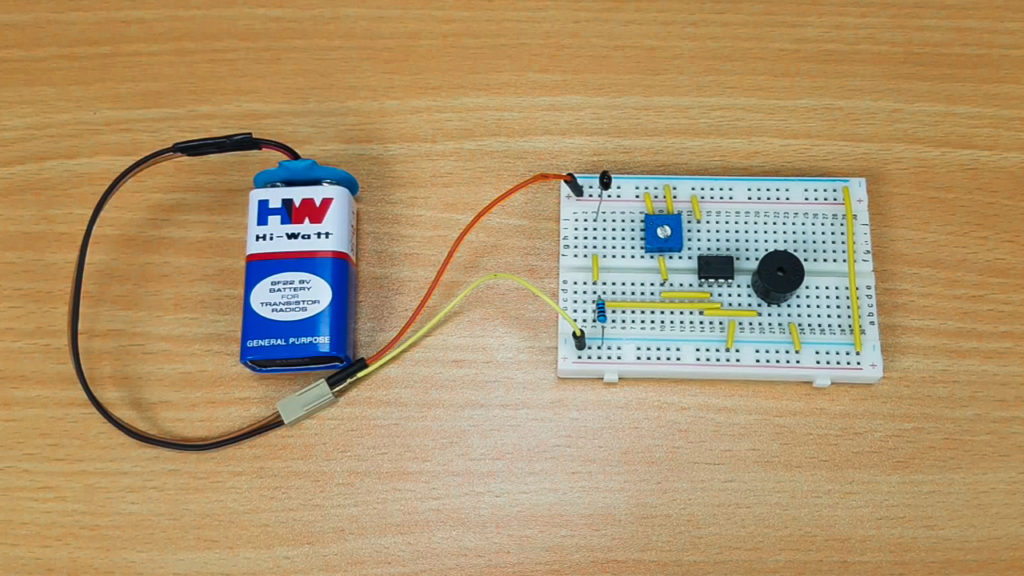 HW
Hi-Watt
6F22 9V
BATTERY
FOR
TRANSISTOR
RADIOS
GENERAL PURPOSE